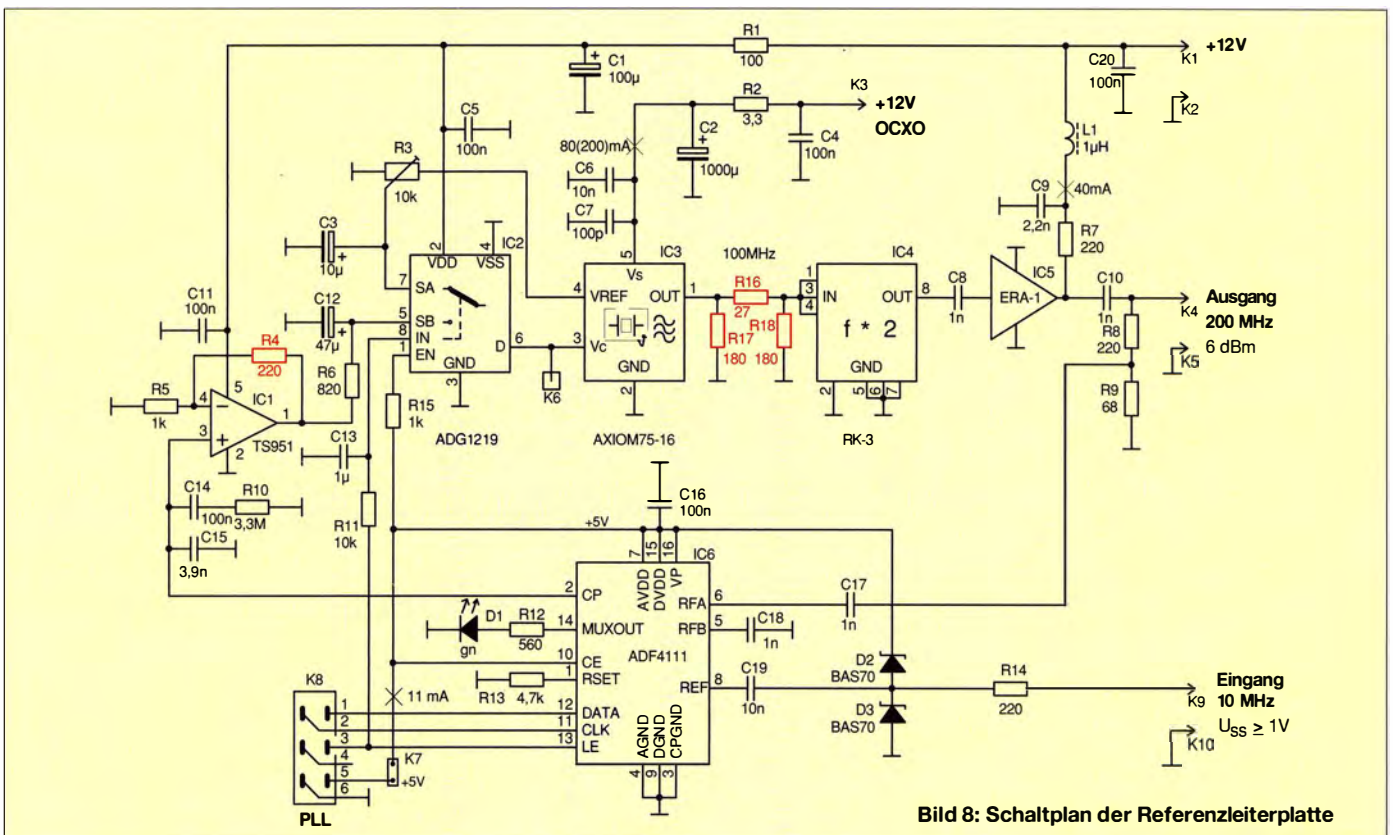 R1
100
+12V
K1
C20
100n
K2
C1
100µ
+
K3
+12V
OCXO
R2
3,3
C4
100n
C2
1000µ
+
80(200)mA
C5
100n
R3
10k
C6
10n
C7
100p
L1
1µH
40mA
C9
2,2n
R7
220
C3
10µ
+
2
VDD
4
VSS
IC2
7
SA
5
SB
8
IN
1
EN
D
6
GND
3
ADG1219
C12
47µ
+
C11
100n
R4
220
R6
820
R5
1k
IC1
5
4
−
3
+
1
2
TS951
R15
1k
K6
IC3
5
Vs
4
VREF
OUT
1
3
Vc
GND
2
AXIOM75-16
100MHz
R16
27
R17
180
R18
180
IC4
1
3
4
IN
OUT
8
f * 2
GND
2
5
6
7
RK-3
C8
1n
IC5
ERA-1
C10
1n
K4
Ausgang
200 MHz
6 dBm
K5
R8
220
R9
68
C13
1µ
C14
100n
R10
3,3M
C15
3,9n
R11
10k
C16
100n
+5V
7
15
16
IC6
AVDD
DVDD
VP
2
CP
RFA
6
14
MUXOUT
RFB
5
10
CE
1
RSET
REF
8
12
DATA
11
CLK
13
LE
ADF4111
AGND
DGND
CPGND
4
9
3
D1
gn
R12
560
R13
4,7k
11 mA
C17
1n
C18
1n
C19
10n
D2
BAS70
D3
BAS70
R14
220
K9
Eingang
10 MHz
USS ≥ 1V
K10
K8
1
2
3
4
5
6
PLL
K7
+5V
Bild 8: Schaltplan der Referenzleiterplatte